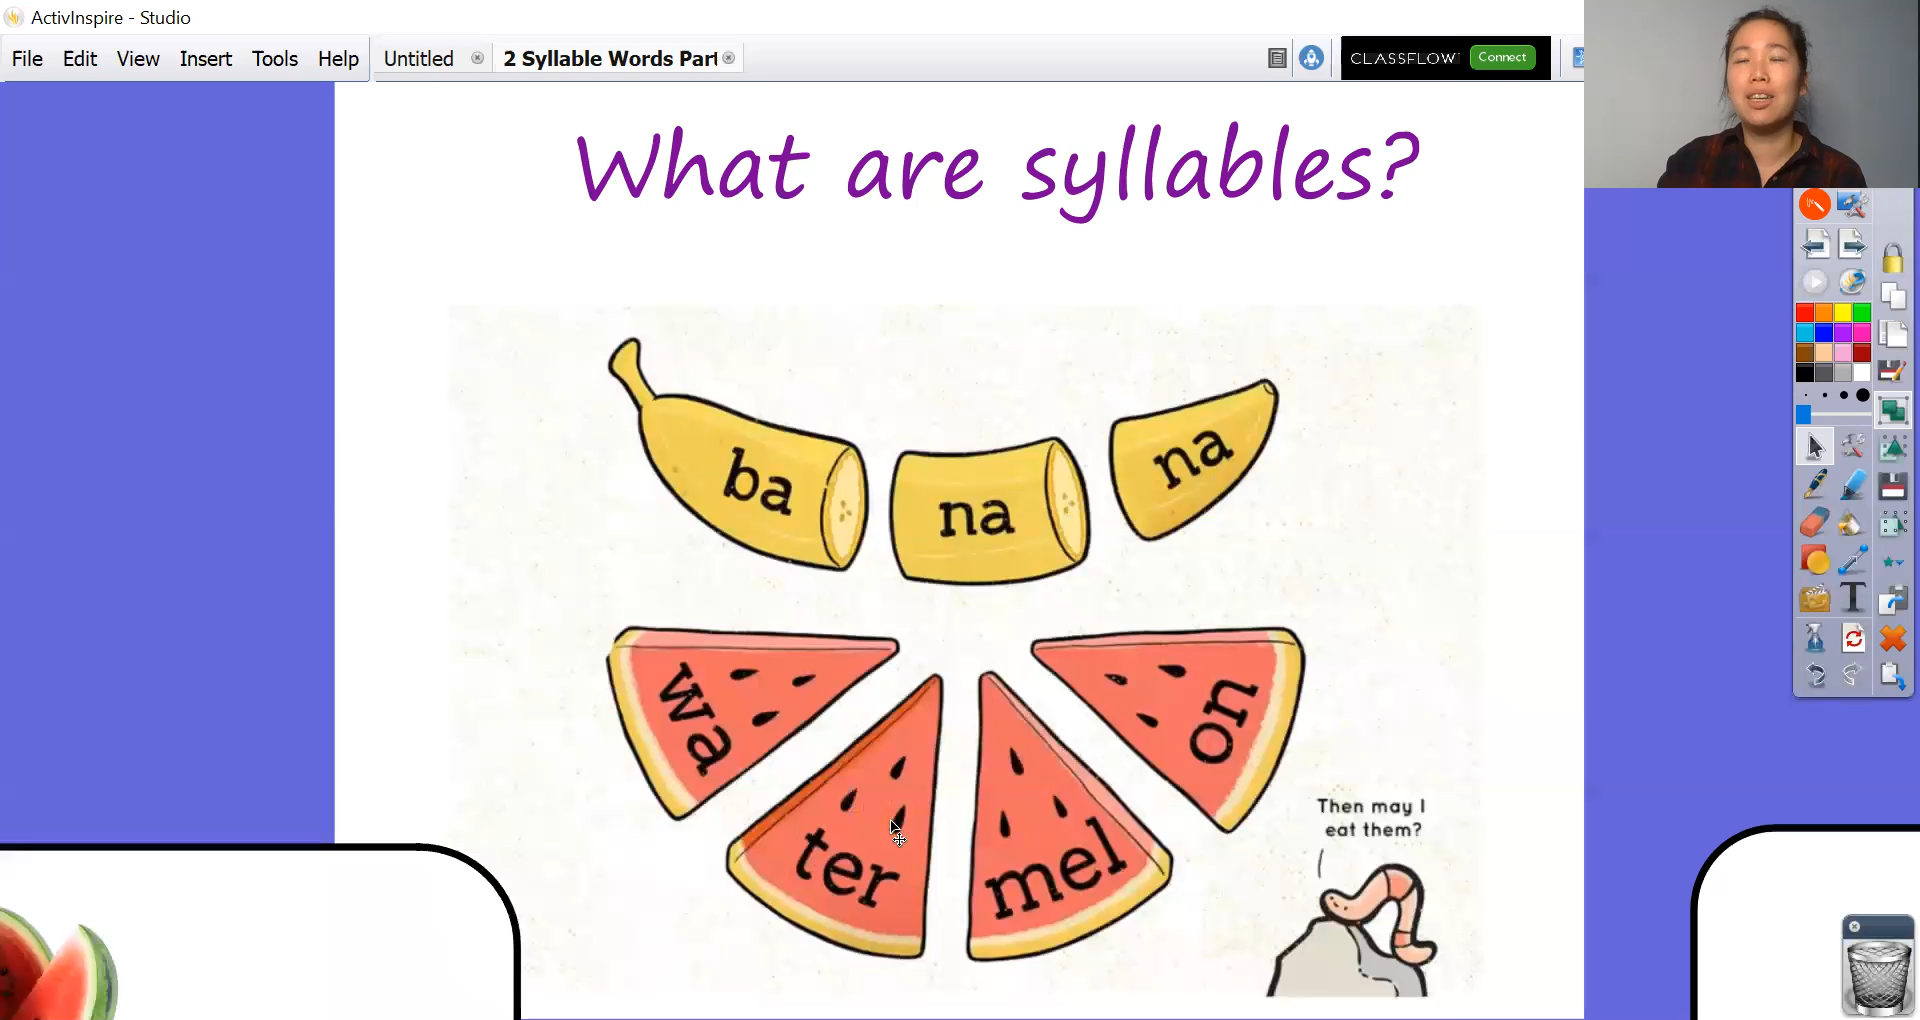 ActivInspire - Studio
File Edit View Insert Tools Help
Untitled
2 Syllable Words Part
CLASSFLOW Connect
What are syllables?
ba na na
wa ter mel on
Then may I
eat them?